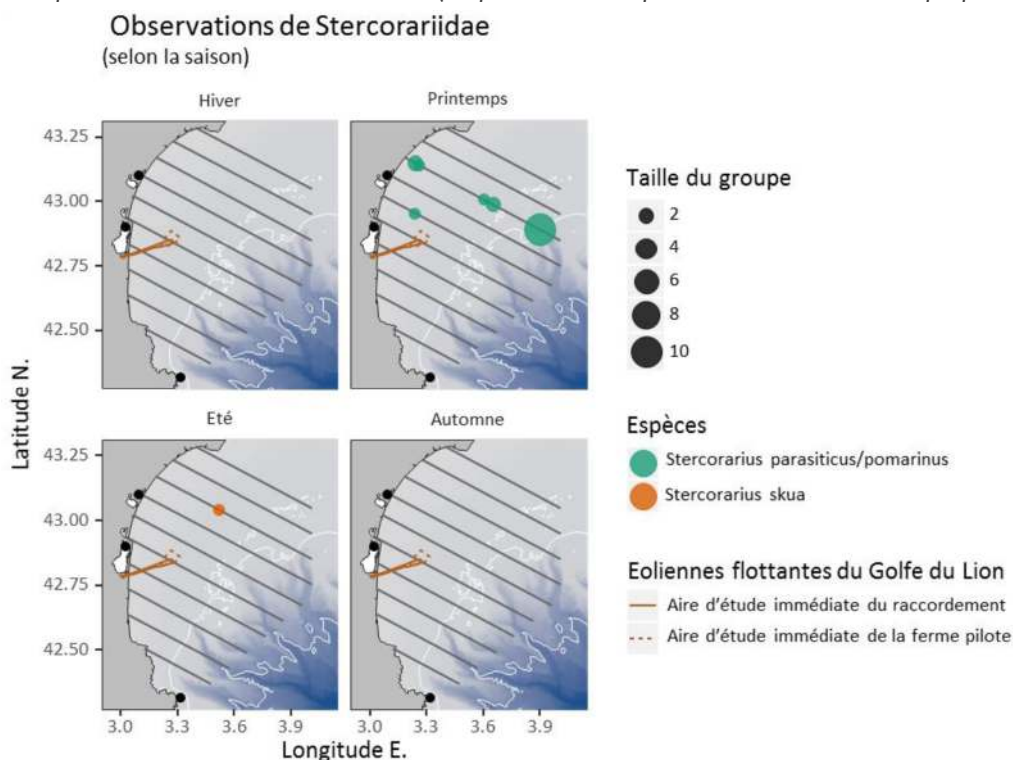 Observations de Stercorariidae
(selon la saison)
Hiver
Printemps
43.25
43.00
42.75
42.50
Eté
Automne
43.25
43.00
42.75
42.50
3.0 3.3 3.6 3.9
3.0 3.3 3.6 3.9
Latitude N.
Longitude E.
Taille du groupe
2
4
6
8
10
Espèces
Stercorarius parasiticus/pomarinus
Stercorarius skua
Eoliennes flottantes du Golfe du Lion
Aire d'étude immédiate du raccordement
Aire d'étude immédiate de la ferme pilote